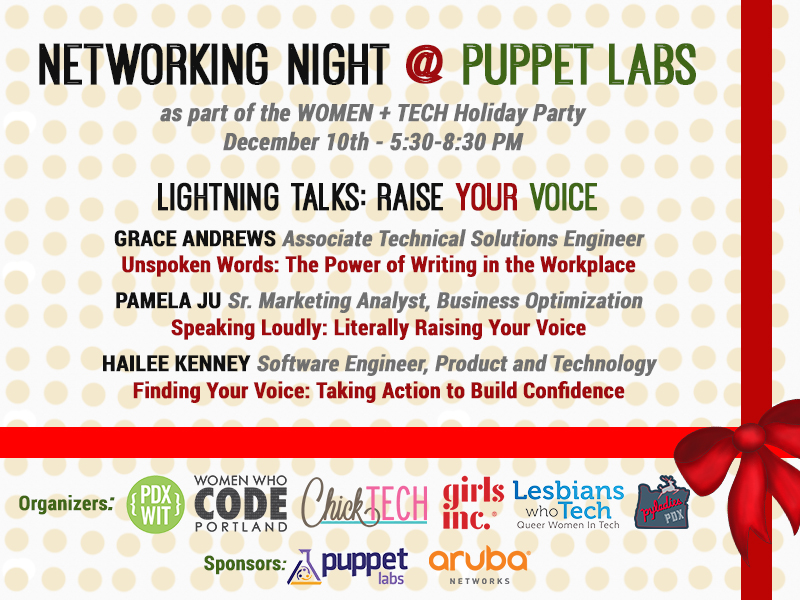 NETWORKING NIGHT @ PUPPET LABS
as part of the WOMEN + TECH Holiday Party
December 10th - 5:30-8:30 PM
LIGHTNING TALKS: RAISE YOUR VOICE
GRACE ANDREWS Associate Technical Solutions Engineer
Unspoken Words: The Power of Writing in the Workplace
PAMELA JU Sr. Marketing Analyst, Business Optimization
Speaking Loudly: Literally Raising Your Voice
HAILEE KENNEY Software Engineer, Product and Technology
Finding Your Voice: Taking Action to Build Confidence
Organizers:
{PDX WIT}
WOMEN WHO
CODE
PORTLAND
ChickTECH
girls
inc.®
Lesbians
who Tech
Queer Women In Tech
pyladies
PDX
Sponsors:
puppet
labs
aruba®
NETWORKS